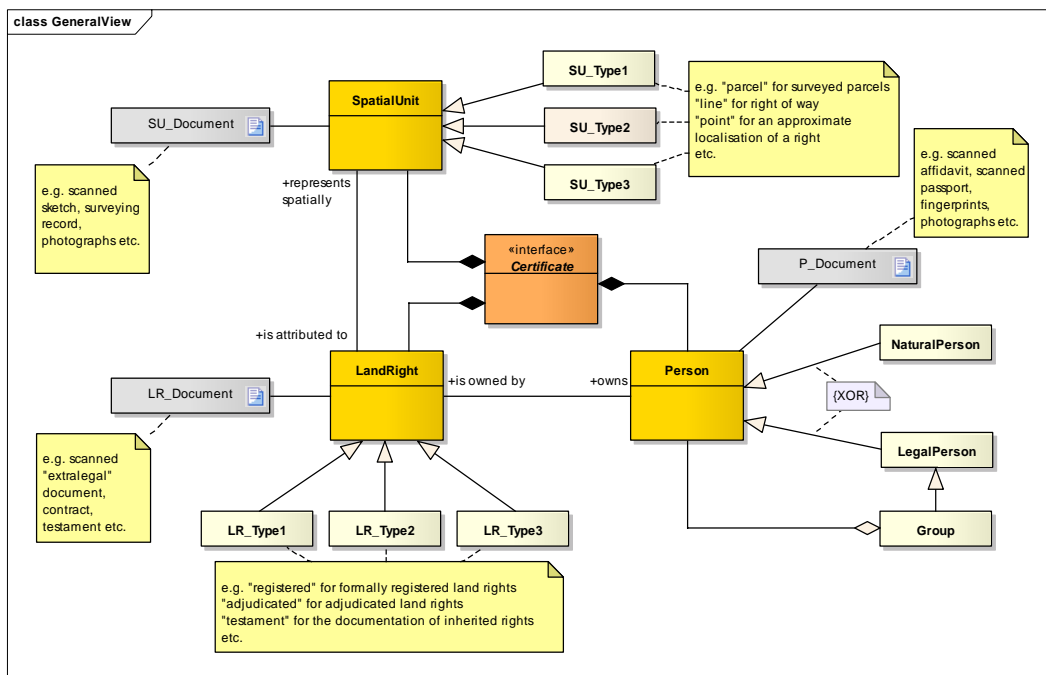 class GeneralView
SU_Type1
SpatialUnit
SU_Document
SU_Type2
SU_Type3
e.g. "parcel" for surveyed parcels
"line" for right of way
"point" for an approximate
localisation of a right
etc.
e.g. scanned
affidavit, scanned
passport,
fingerprints,
photographs etc.
e.g. scanned
sketch, surveying
record,
photographs etc.
+represents
spatially
«interface»
Certificate
P_Document
+is attributed to
LandRight
+is owned by
+owns
Person
NaturalPerson
{XOR}
LegalPerson
Group
LR_Document
e.g. scanned
"extralegal"
document,
contract,
testament etc.
LR_Type1
LR_Type2
LR_Type3
e.g. "registered" for formally registered land rights
"adjudicated" for adjudicated land rights
"testament" for the documentation of inherited rights
etc.